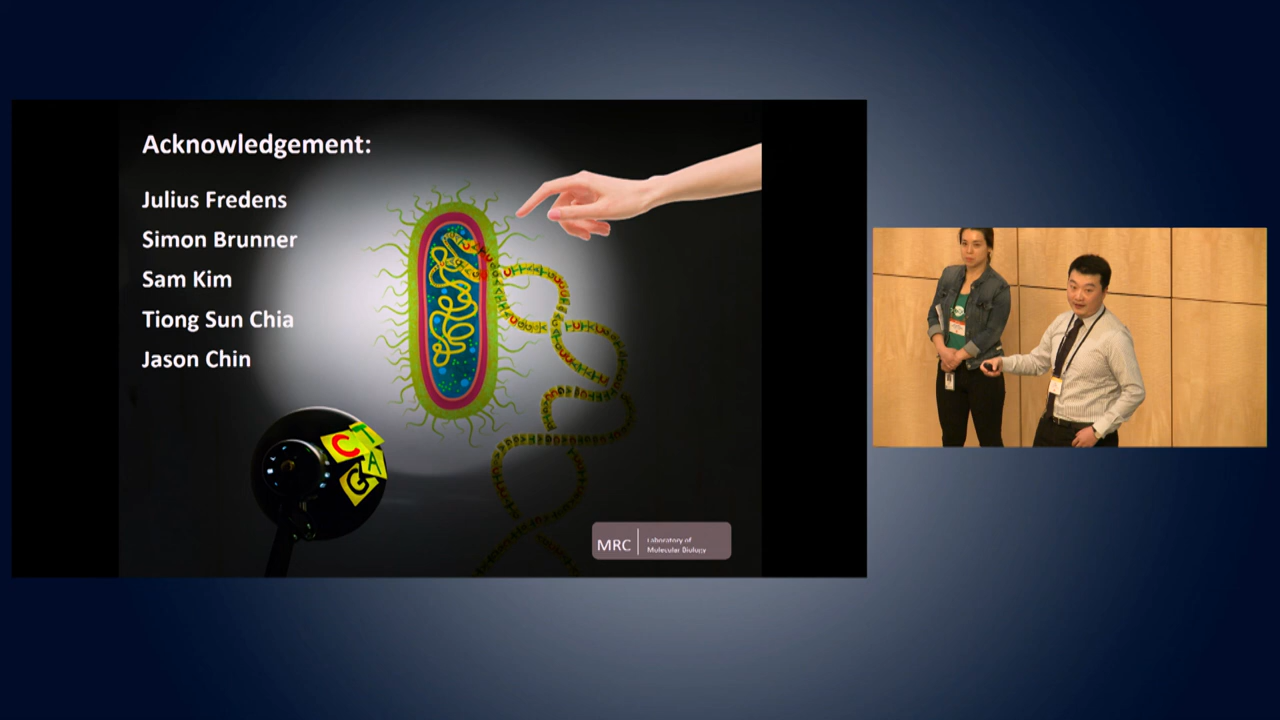 Acknowledgement:
Julius Fredens
Simon Brunner
Sam Kim
Tiong Sun Chia
Jason Chin
C T
A
G
MRC
Laboratory of
Molecular Biology